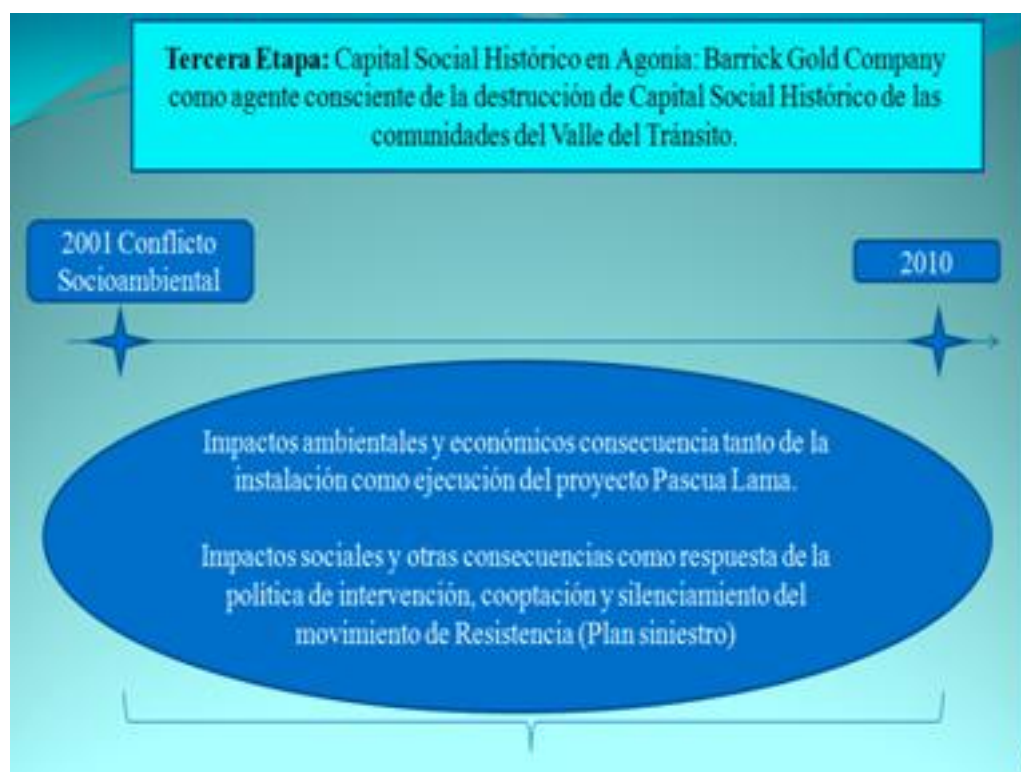 Tercera Etapa: Capital Social Histórico en Agonía: Barrick Gold Company
como agente consciente de la destrucción de Capital Social Histórico de las
comunidades del Valle del Tránsito.
2001 Conflicto
Socioambiental
2010
Impactos ambientales y económicos consecuencia tanto de la
instalación como ejecución del proyecto Pascua Lama.
Impactos sociales y otras consecuencias como respuesta de la
política de intervención, cooptación y silenciamiento del
movimiento de Resistencia (Plan siniestro)